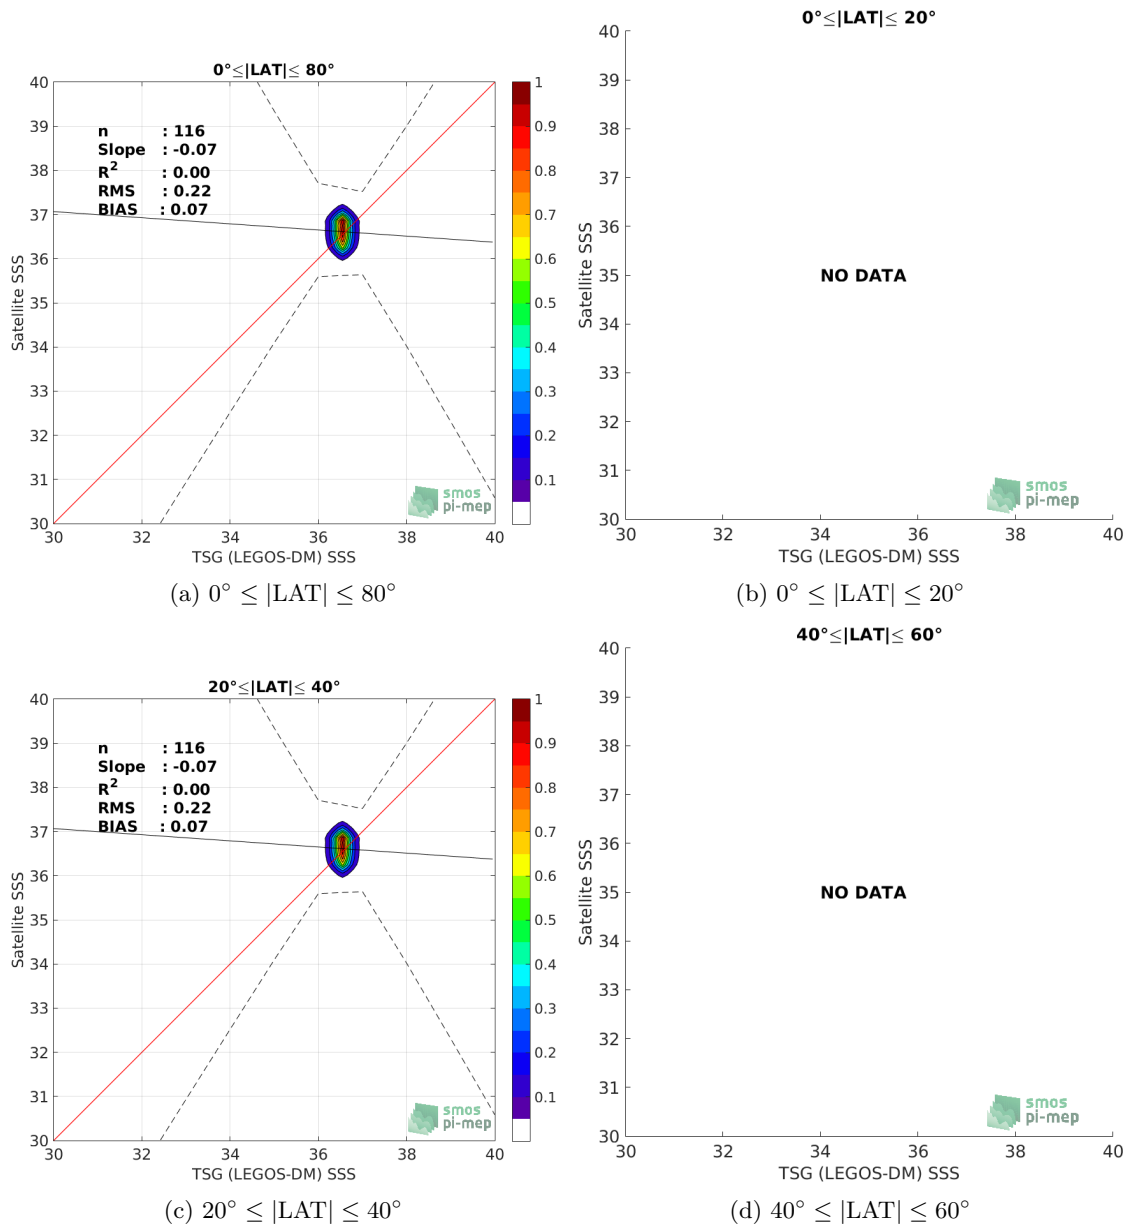 0°≤|LAT|≤ 80°
40
39
38
37
36
35
34
33
32
31
30
n : 116
Slope : -0.07
R² : 0.00
RMS : 0.22
BIAS : 0.07
Satellite SSS
30 32 34 36 38 40
TSG (LEGOS-DM) SSS
1
0.9
0.8
0.7
0.6
0.5
0.4
0.3
0.2
0.1
smos
pi-mep
(a) 0° ≤ |LAT| ≤ 80°
0°≤|LAT|≤ 20°
40
39
38
37
36
35
34
33
32
31
30
Satellite SSS
NO DATA
smos
pi-mep
30 32 34 36 38 40
TSG (LEGOS-DM) SSS
(b) 0° ≤ |LAT| ≤ 20°
20°≤|LAT|≤ 40°
40
39
38
37
36
35
34
33
32
31
30
n : 116
Slope : -0.07
R² : 0.00
RMS : 0.22
BIAS : 0.07
Satellite SSS
30 32 34 36 38 40
TSG (LEGOS-DM) SSS
1
0.9
0.8
0.7
0.6
0.5
0.4
0.3
0.2
0.1
smos
pi-mep
(c) 20° ≤ |LAT| ≤ 40°
40°≤|LAT|≤ 60°
40
39
38
37
36
35
34
33
32
31
30
Satellite SSS
NO DATA
smos
pi-mep
30 32 34 36 38 40
TSG (LEGOS-DM) SSS
(d) 40° ≤ |LAT| ≤ 60°